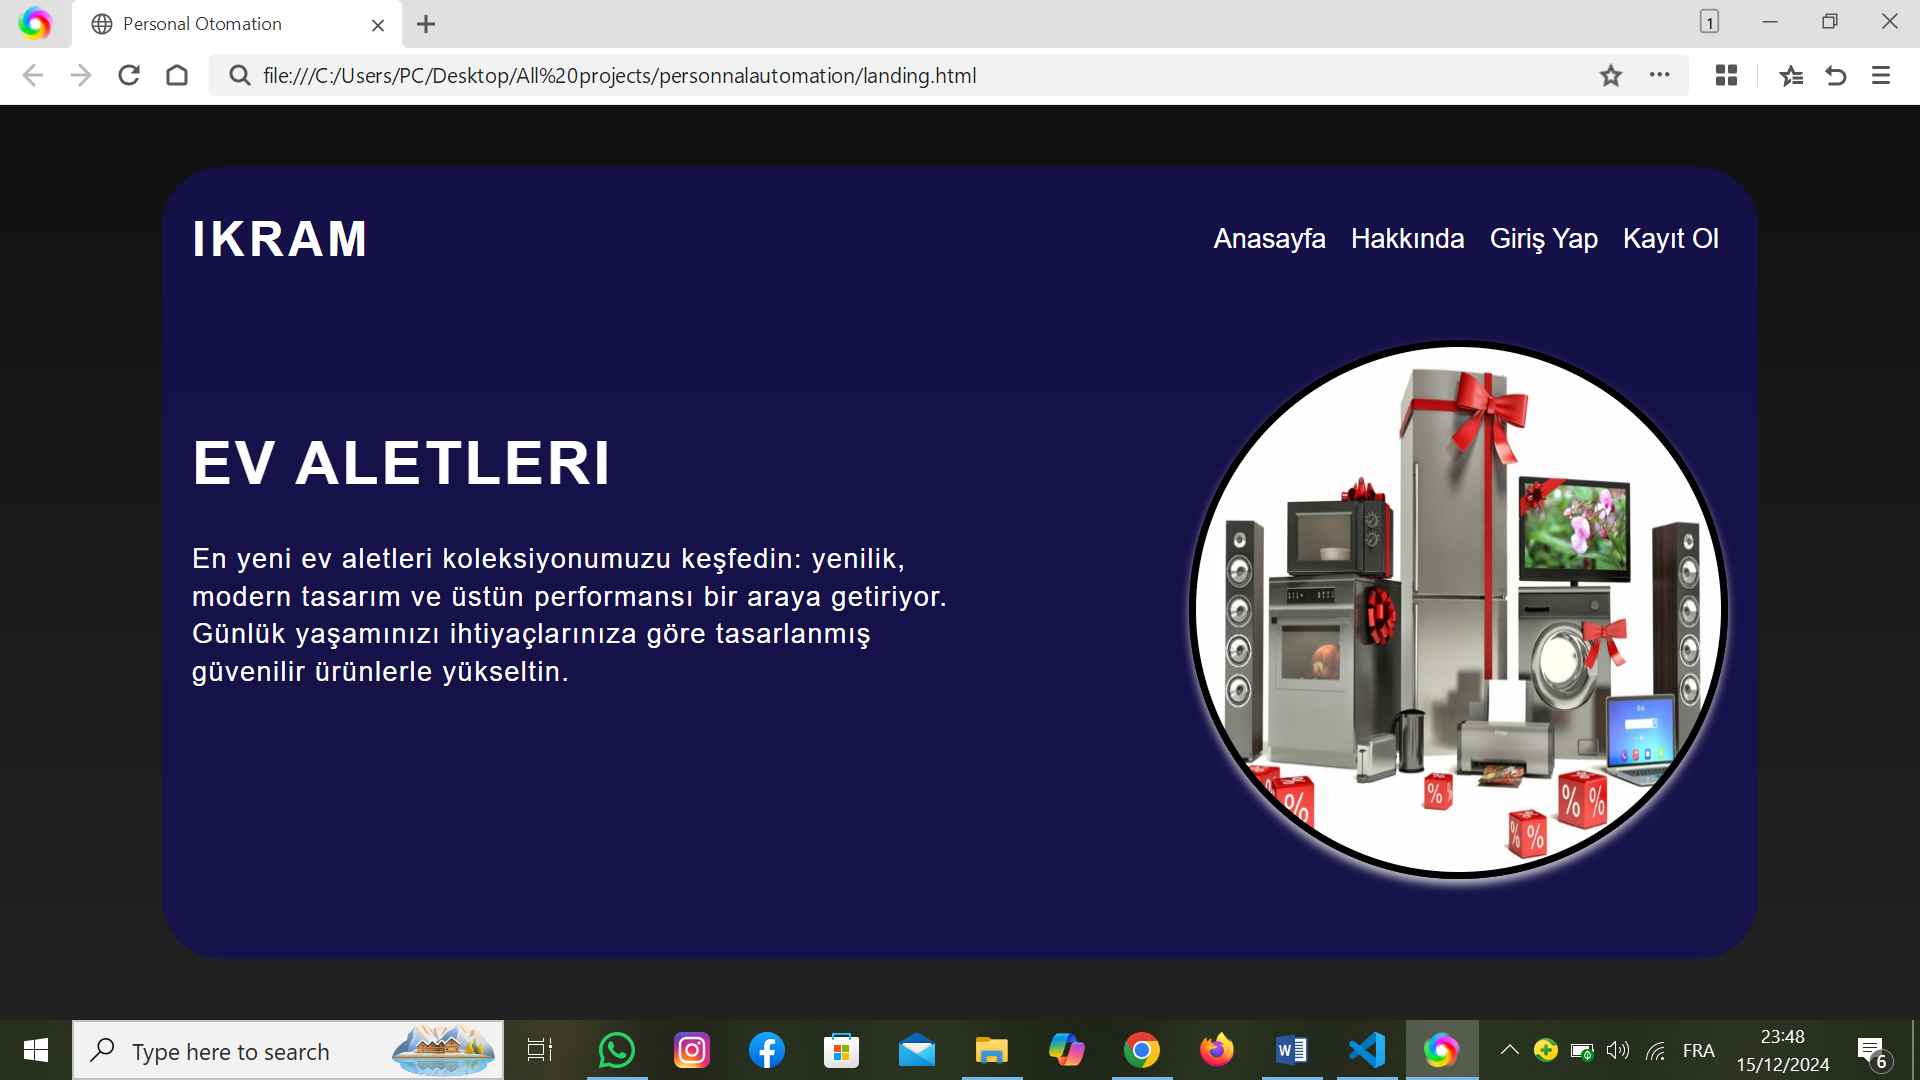 Personal Otomation
1
file:///C:/Users/PC/Desktop/All%20projects/personnalautomation/landing.html
IKRAM
Anasayfa Hakkında Giriş Yap Kayıt Ol
EV ALETLERI
En yeni ev aletleri koleksiyonumuzu keşfedin: yenilik,
modern tasarım ve üstün performansı bir araya getiriyor.
Günlük yaşamınızı ihtiyaçlarınıza göre tasarlanmış
güvenilir ürünlerle yükseltin.
% %
% %
% %
% %
Type here to search
FRA
23:48
15/12/2024
6